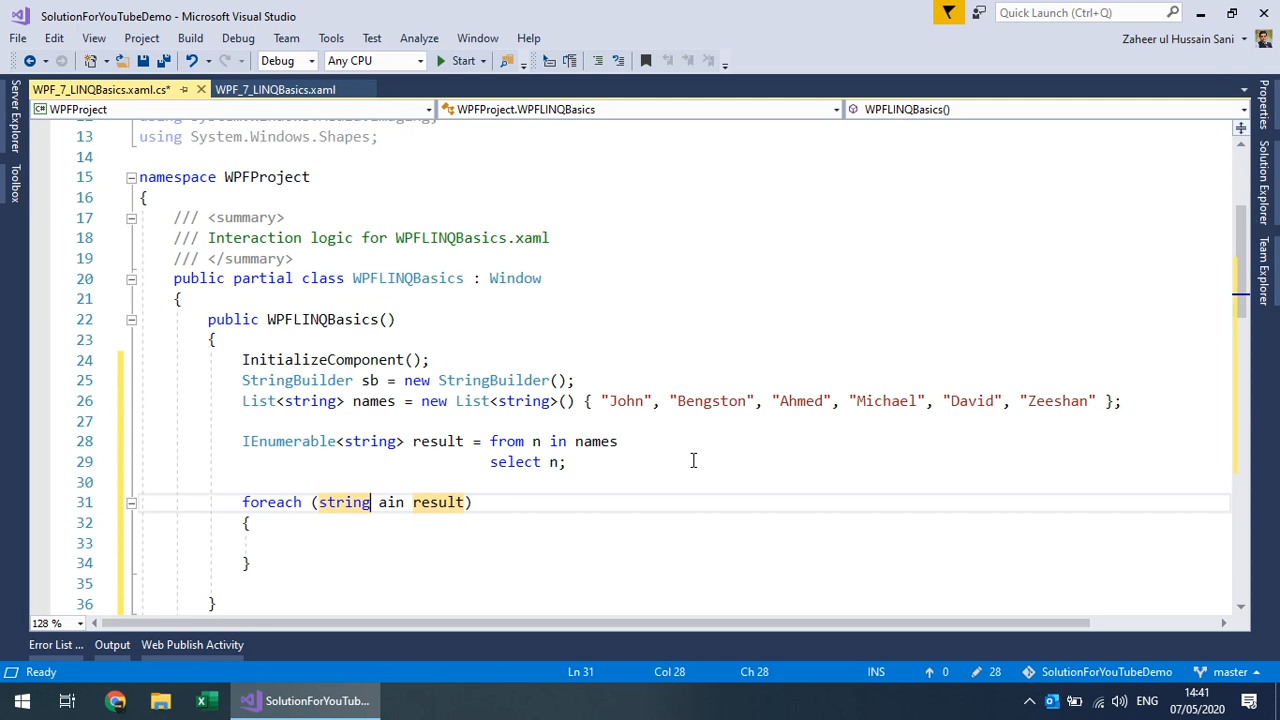 SolutionForYouTubeDemo - Microsoft Visual Studio
Quick Launch (Ctrl+Q)
File Edit View Project Build Debug Team Tools Test Analyze Window Help
Zaheer ul Hussain Sani
Debug Any CPU Start
WPF_7_LINQBasics.xaml.cs* WPF_7_LINQBasics.xaml
WPFProject WPFProject.WPFLINQBasics WPFLINQBasics()
Server Explorer
Toolbox
Properties
Solution Explorer
Team Explorer
13 using System.Windows.Shapes;
14
15 namespace WPFProject
16 {
17 /// <summary>
18 /// Interaction logic for WPFLINQBasics.xaml
19 /// </summary>
20 public partial class WPFLINQBasics : Window
21 {
22 public WPFLINQBasics()
23 {
24 InitializeComponent();
25 StringBuilder sb = new StringBuilder();
26 List<string> names = new List<string>() { "John", "Bengston", "Ahmed", "Michael", "David", "Zeeshan" };
27
28 IEnumerable<string> result = from n in names
29 select n;
30
31 foreach (string ain result)
32 {
33
34 }
35
36 }
128 %
Error List ... Output Web Publish Activity
Ready Ln 31 Col 28 Ch 28 INS 0 28 SolutionForYouTubeDemo master
SolutionForYouTub... ENG 14:41
07/05/2020